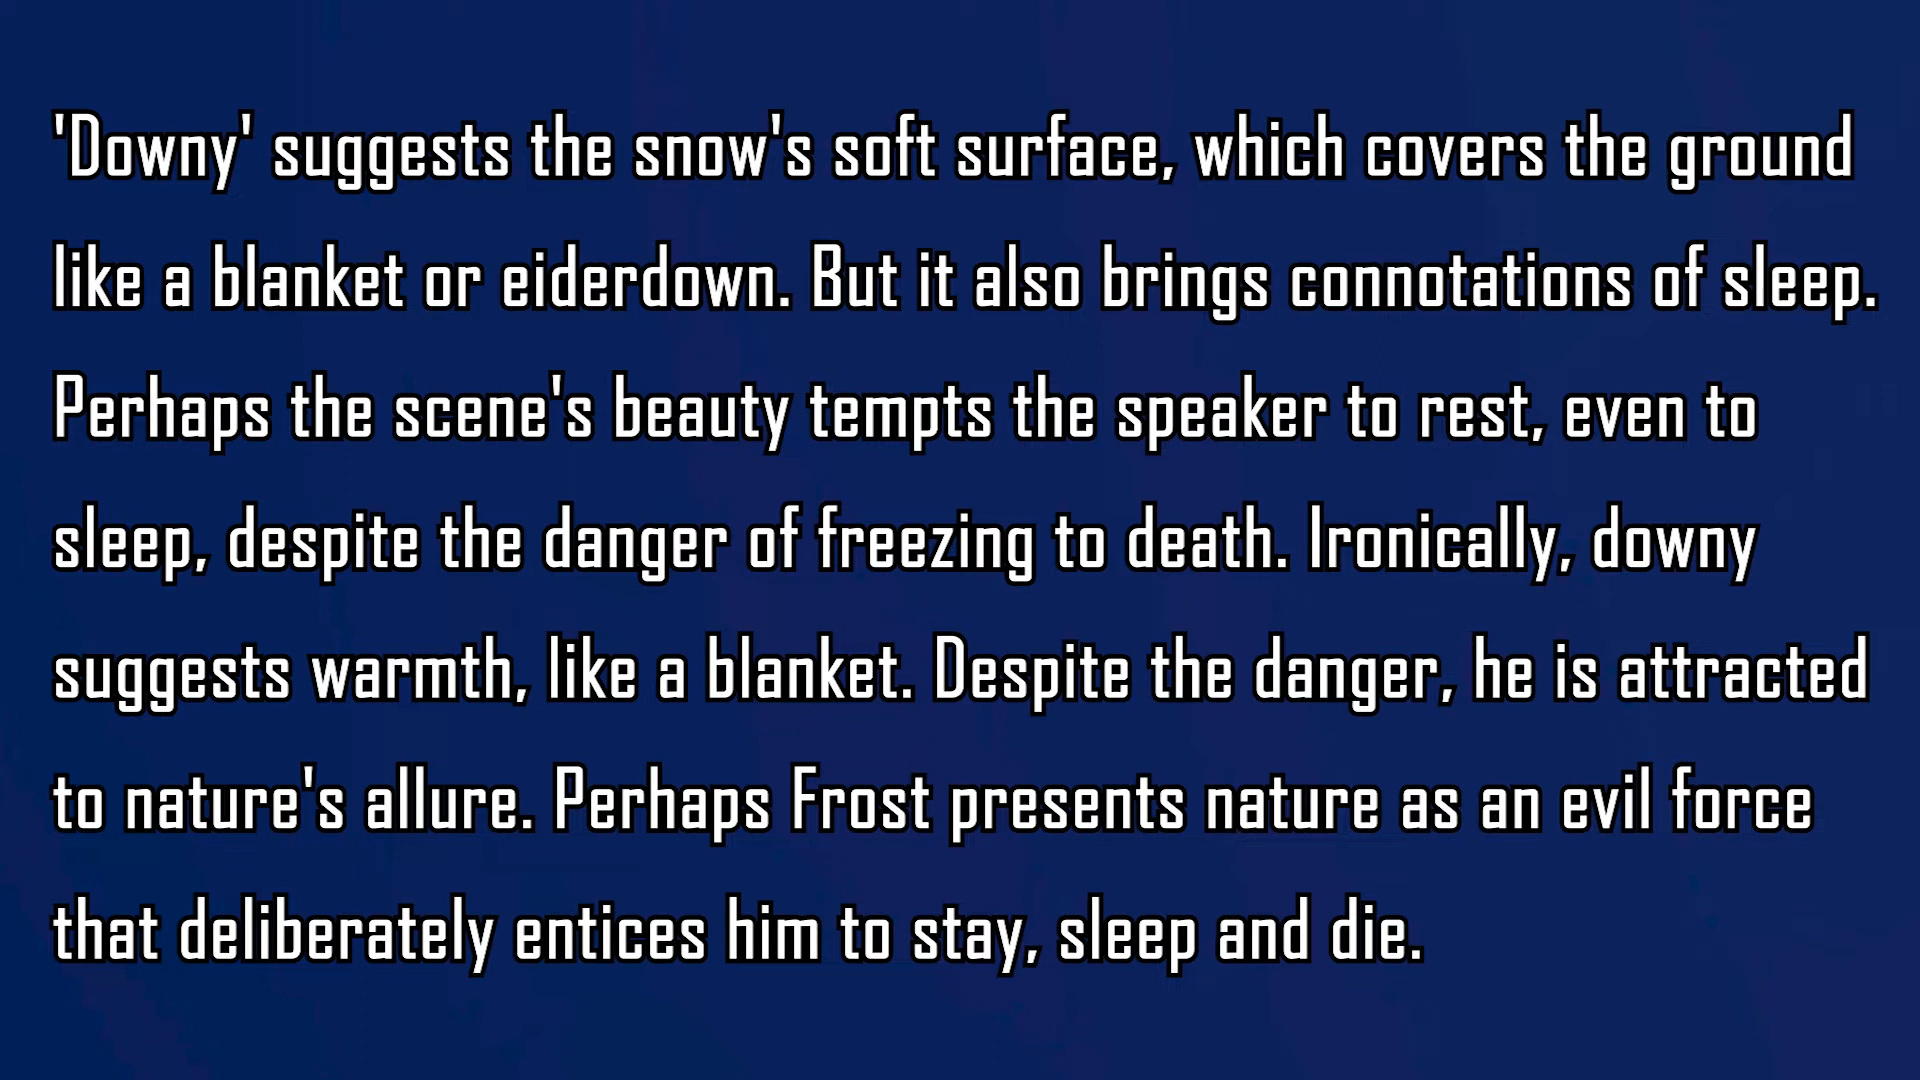 'Downy' suggests the snow's soft surface, which covers the ground
like a blanket or eiderdown. But it also brings connotations of sleep.
Perhaps the scene's beauty tempts the speaker to rest, even to
sleep, despite the danger of freezing to death. Ironically, downy
suggests warmth, like a blanket. Despite the danger, he is attracted
to nature's allure. Perhaps Frost presents nature as an evil force
that deliberately entices him to stay, sleep and die.